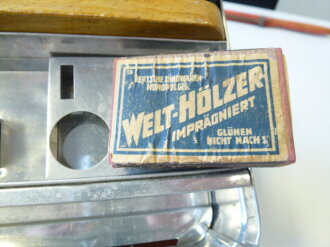 DEUTSCHE ZÜNDWAREN-
MONOPOLGES.
WELT-HÖLZER
IMPRÄGNIERT
GLÜHEN
NICHT NACH!